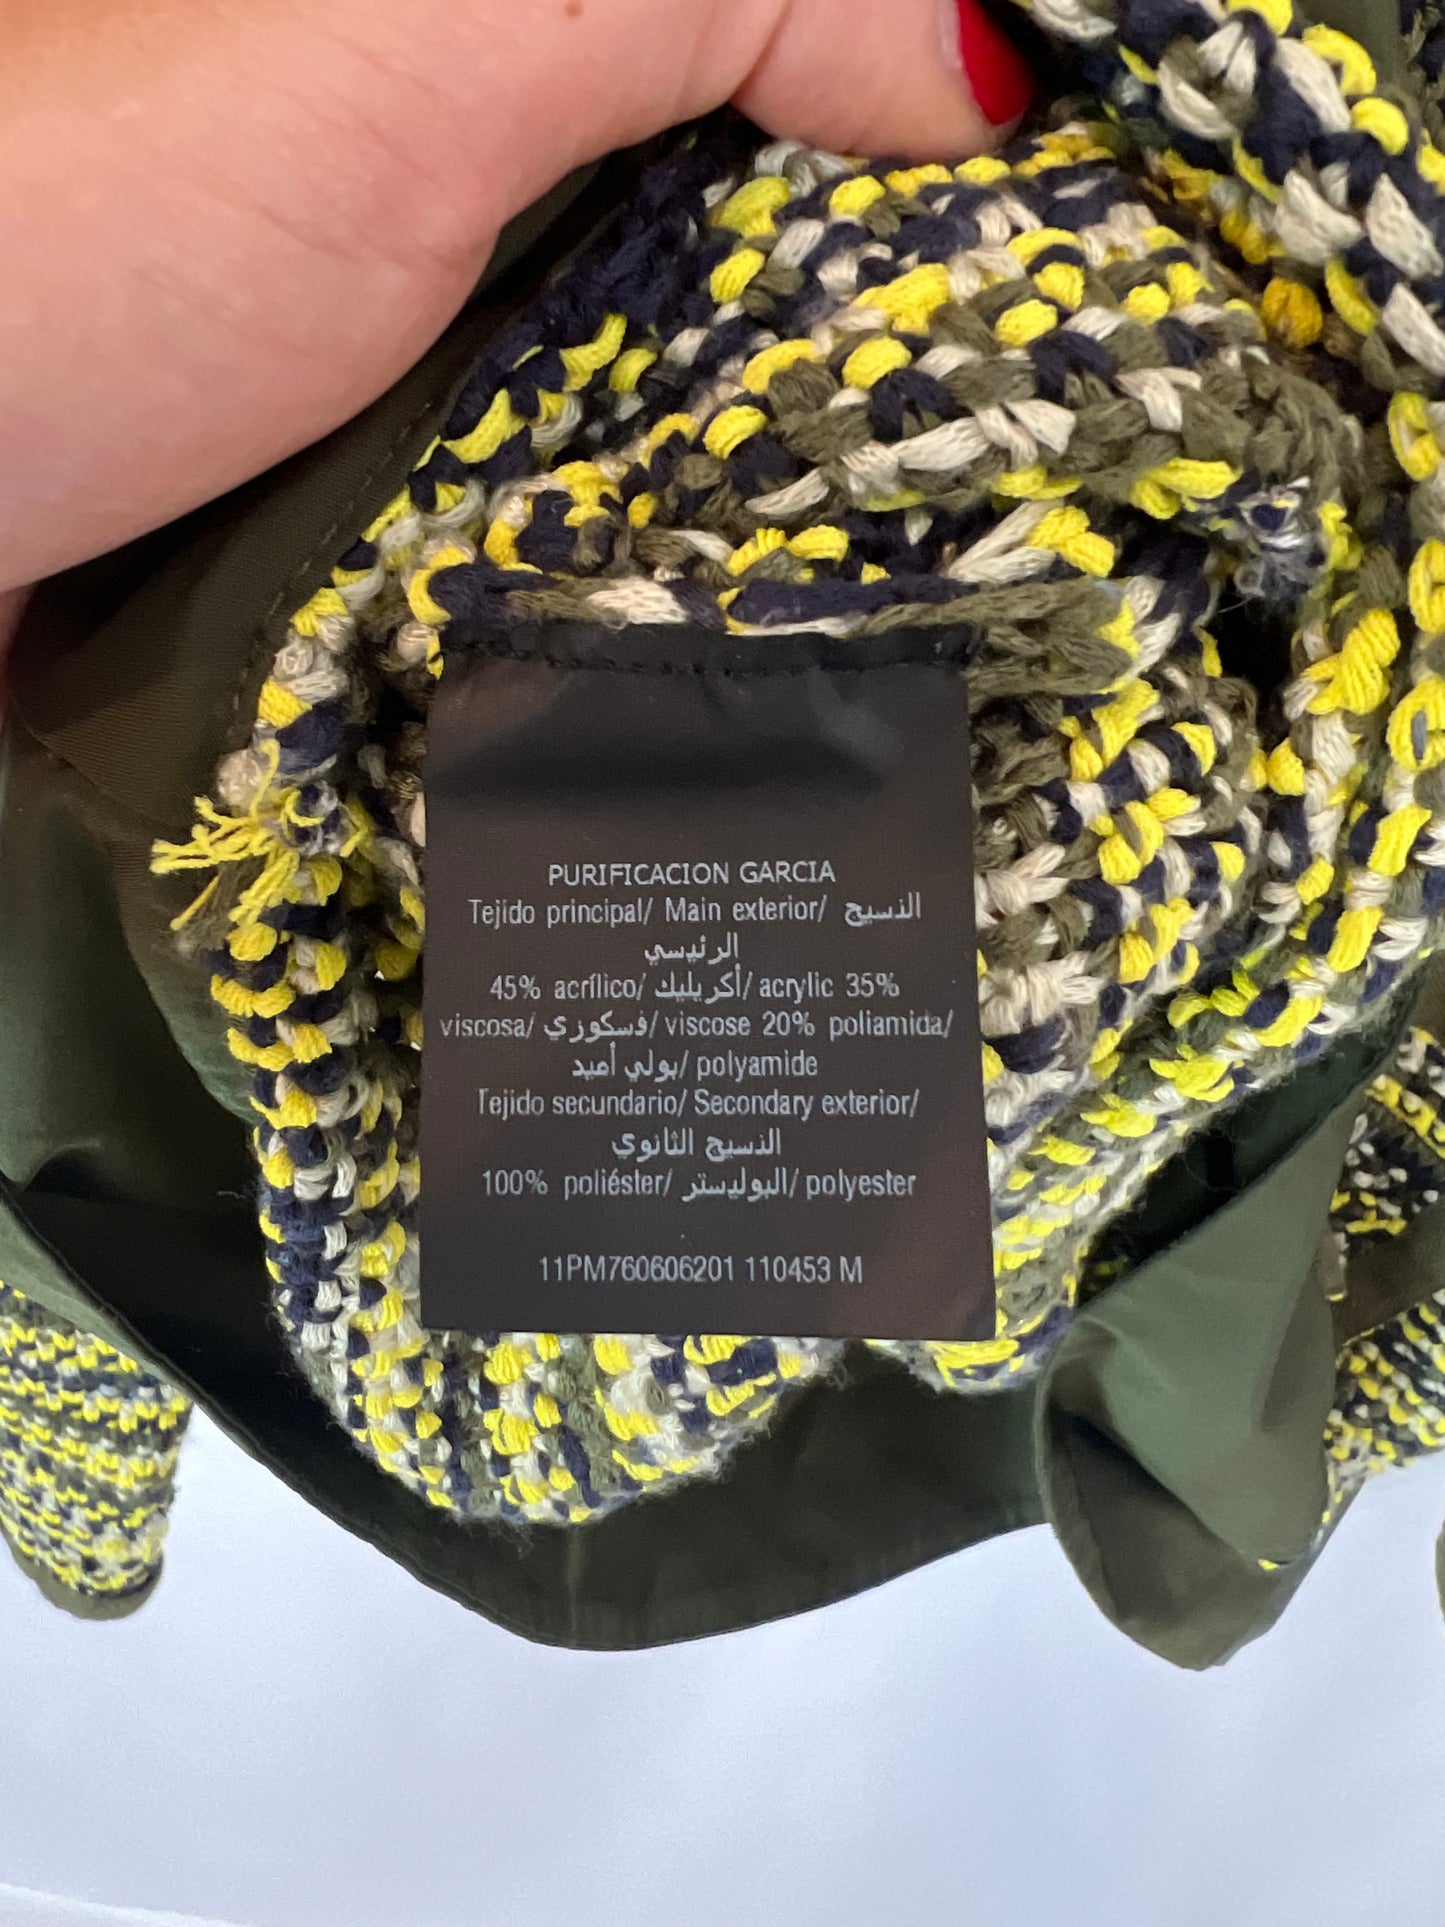 PURIFICACION GARCIA
Tejido principal/ Main exterior/ النسيج
الرئيسي
45% acrílico/ أكريليك/ acrylic 35%
viscosa/ فسكوزي/ viscose 20% poliamida/
بولي أميد/ polyamide
Tejido secundario/ Secondary exterior/
النسيج الثانوي
100% poliéster/ البوليستر/ polyester
11PM760606201 110453 M